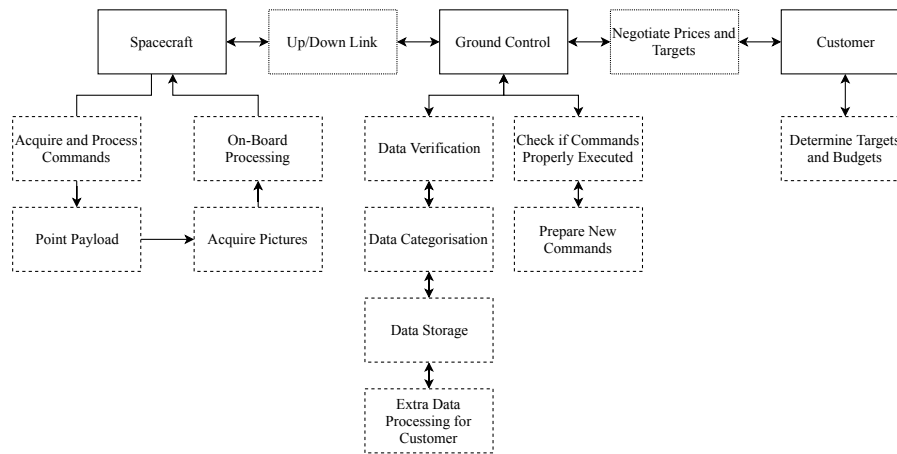 Spacecraft
Up/Down Link
Ground Control
Negotiate Prices and
Targets
Customer
Acquire and Process
Commands
On-Board
Processing
Data Verification
Check if Commands
Properly Executed
Determine Targets
and Budgets
Point Payload
Acquire Pictures
Data Categorisation
Prepare New
Commands
Data Storage
Extra Data
Processing for
Customer